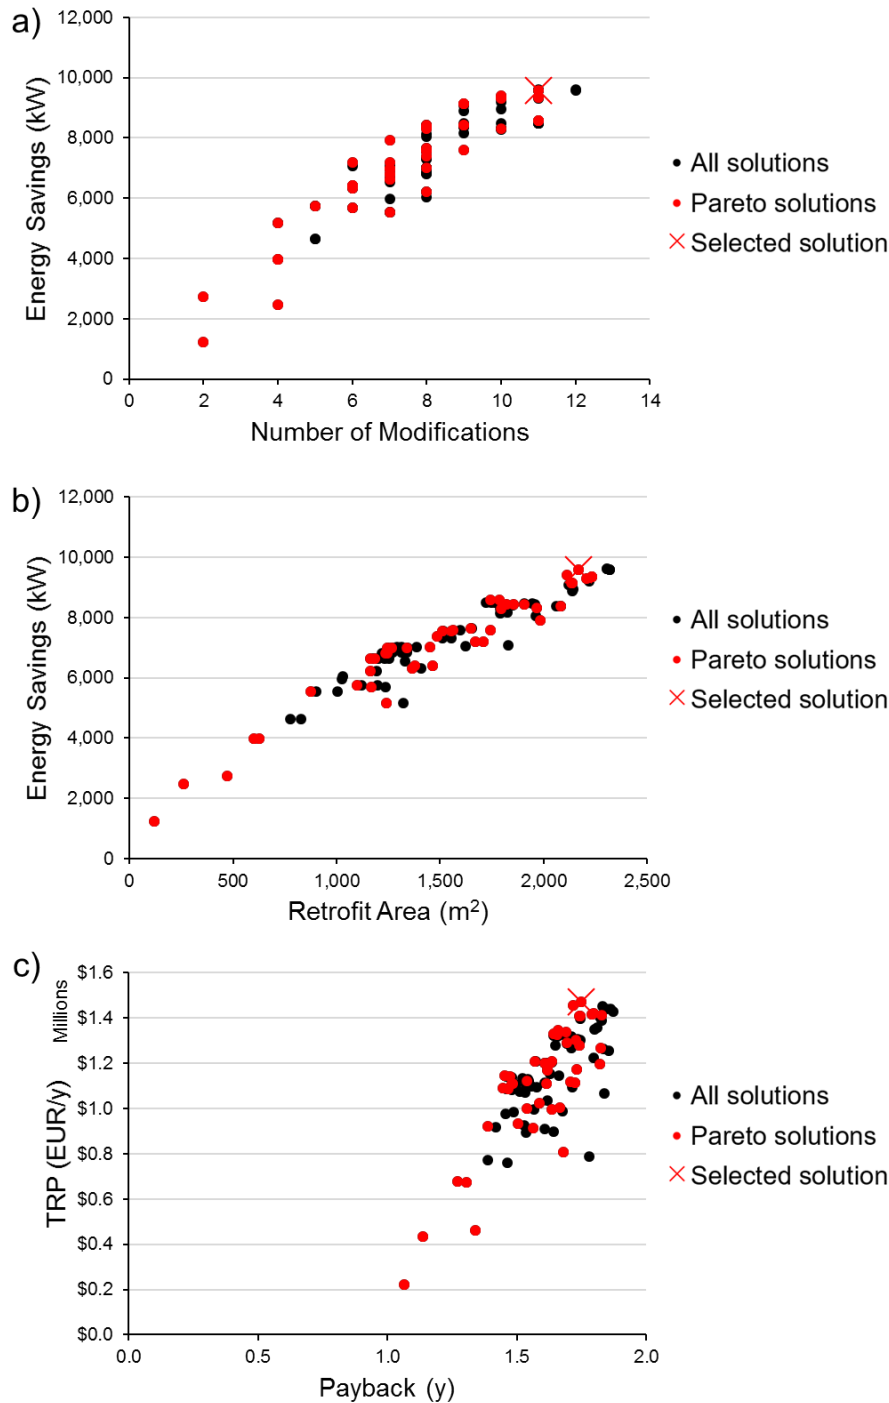 a)
12,000
10,000
8,000
6,000
4,000
2,000
0
Energy Savings (kW)
0 2 4 6 8 10 12 14
Number of Modifications
All solutions
Pareto solutions
Selected solution
b)
12,000
10,000
8,000
6,000
4,000
2,000
0
Energy Savings (kW)
0 500 1,000 1,500 2,000 2,500
Retrofit Area (m²)
All solutions
Pareto solutions
Selected solution
c)
$1.6
$1.4
$1.2
$1.0
$0.8
$0.6
$0.4
$0.2
$0.0
Millions
TRP (EUR/y)
0.0 0.5 1.0 1.5 2.0
Payback (y)
All solutions
Pareto solutions
Selected solution